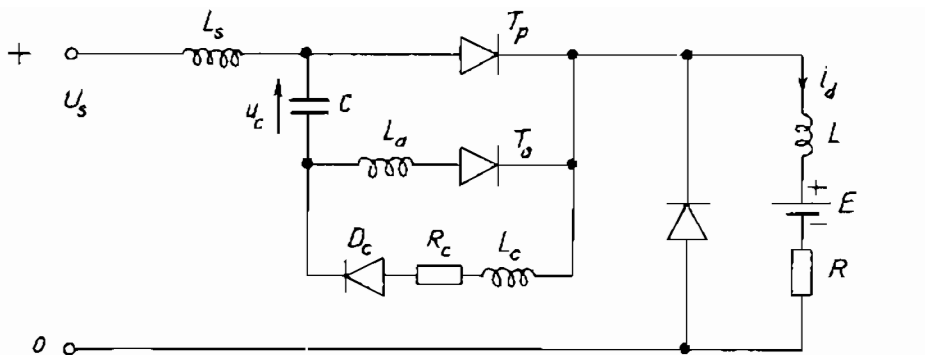 L_s
T_p
+
U_s
u_c
C
i_d
L
L_a
T_a
+
E
−
D_c
R_c
L_c
R
0